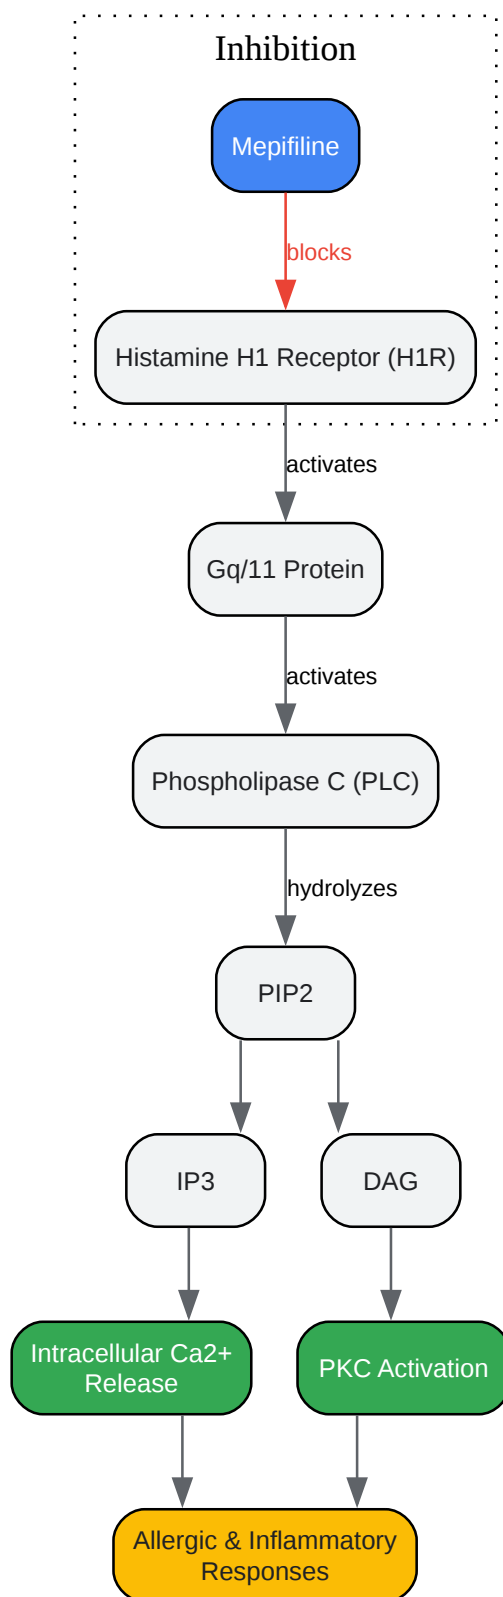 Inhibition
Mepifiline
blocks
Histamine H1 Receptor (H1R)
activates
Gq/11 Protein
activates
Phospholipase C (PLC)
hydrolyzes
PIP2
IP3
DAG
Intracellular Ca2+
Release
PKC Activation
Allergic & Inflammatory
Responses